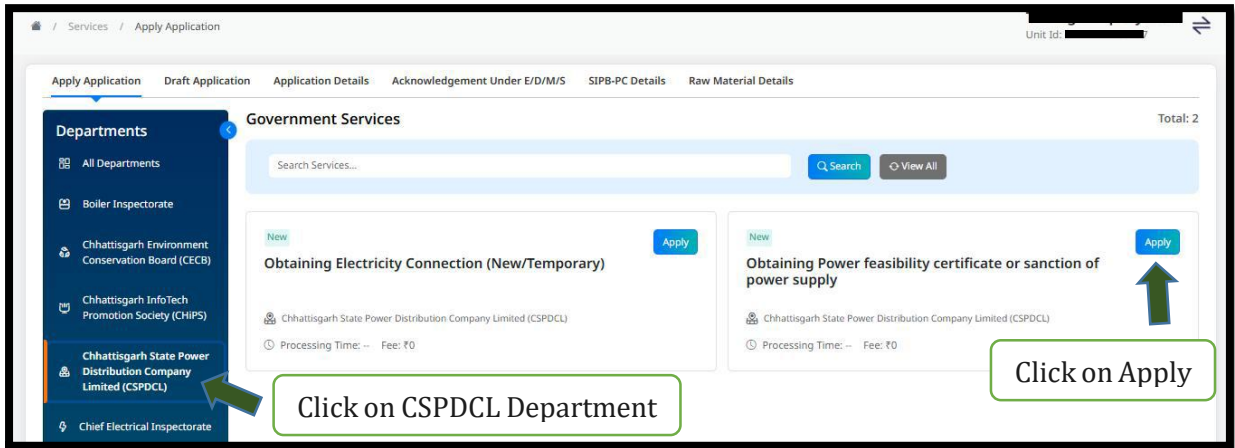 / Services / Apply Application
Unit Id:
Apply Application Draft Application Application Details Acknowledgement Under E/D/M/S SIPB-PC Details Raw Material Details
Departments
All Departments
Boiler Inspectorate
Chhattisgarh Environment
Conservation Board (CECB)
Chhattisgarh InfoTech
Promotion Society (CHiPS)
Chhattisgarh State Power
Distribution Company
Limited (CSPDCL)
Chief Electrical Inspectorate
Government Services
Total: 2
Search Services...
Search
View All
New
Apply
Obtaining Electricity Connection (New/Temporary)
Chhattisgarh State Power Distribution Company Limited (CSPDCL)
Processing Time: -- Fee: ₹0
New
Apply
Obtaining Power feasibility certificate or sanction of
power supply
Chhattisgarh State Power Distribution Company Limited (CSPDCL)
Processing Time: -- Fee: ₹0
Click on CSPDCL Department
Click on Apply